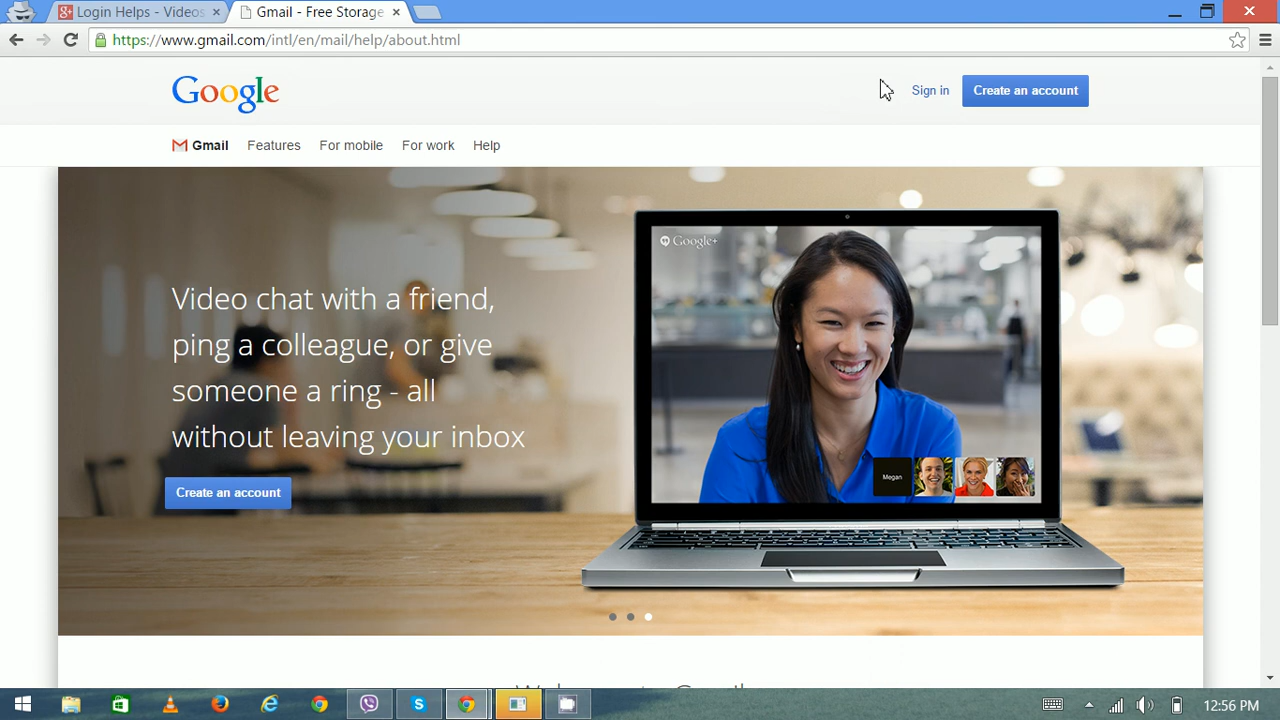 Login Helps - Videos
Gmail - Free Storage
https://www.gmail.com/intl/en/mail/help/about.html
Google
Sign in
Create an account
Gmail
Features
For mobile
For work
Help
Google+
Video chat with a friend,
ping a colleague, or give
someone a ring - all
without leaving your inbox
Megan
Create an account
12:56 PM